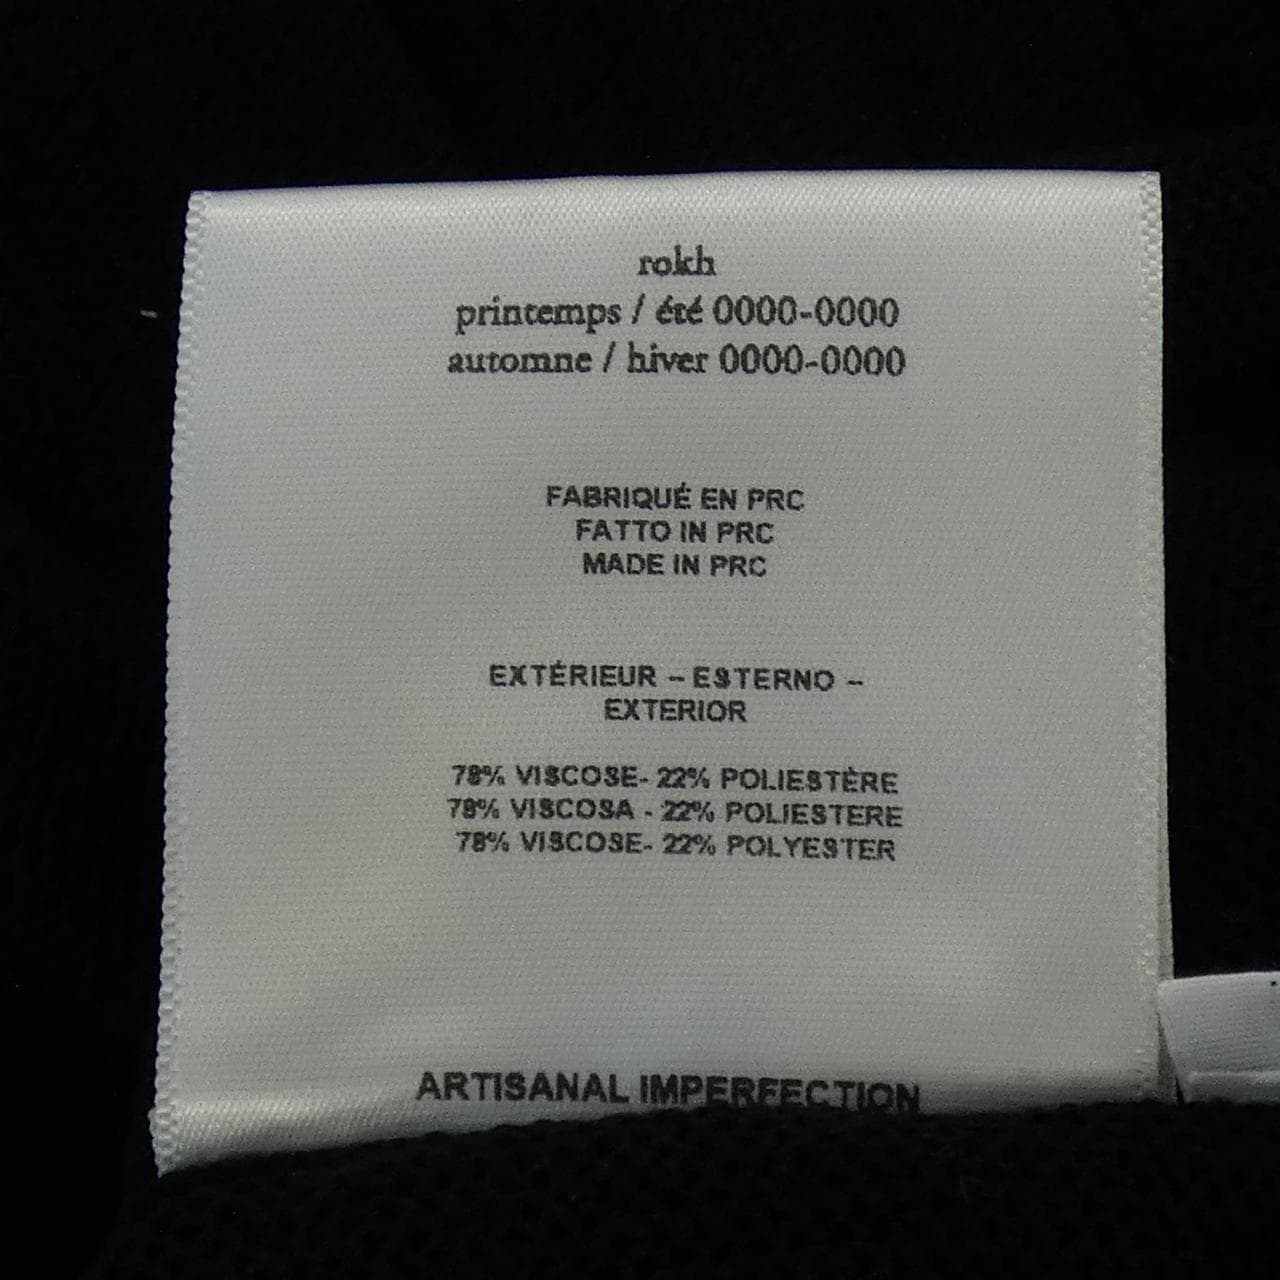 rokh
printemps / été 0000-0000
automne / hiver 0000-0000
FABRIQUÉ EN PRC
FATTO IN PRC
MADE IN PRC
EXTÉRIEUR – ESTERNO –
EXTERIOR
78% VISCOSE- 22% POLIESTÈRE
78% VISCOSA - 22% POLIESTERE
78% VISCOSE- 22% POLYESTER
ARTISANAL IMPERFECTION